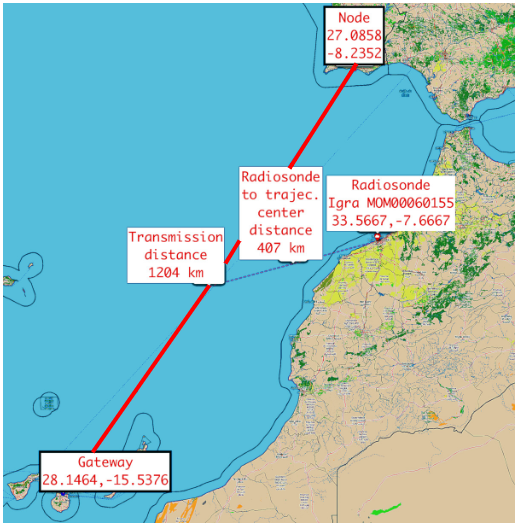 Node
27.0858
-8.2352
Radiosonde
to trajec.
center
distance
407 km
Radiosonde
Igra MOM00060155
33.5667,-7.6667
Transmission
distance
1204 km
Gateway
28.1464,-15.5376